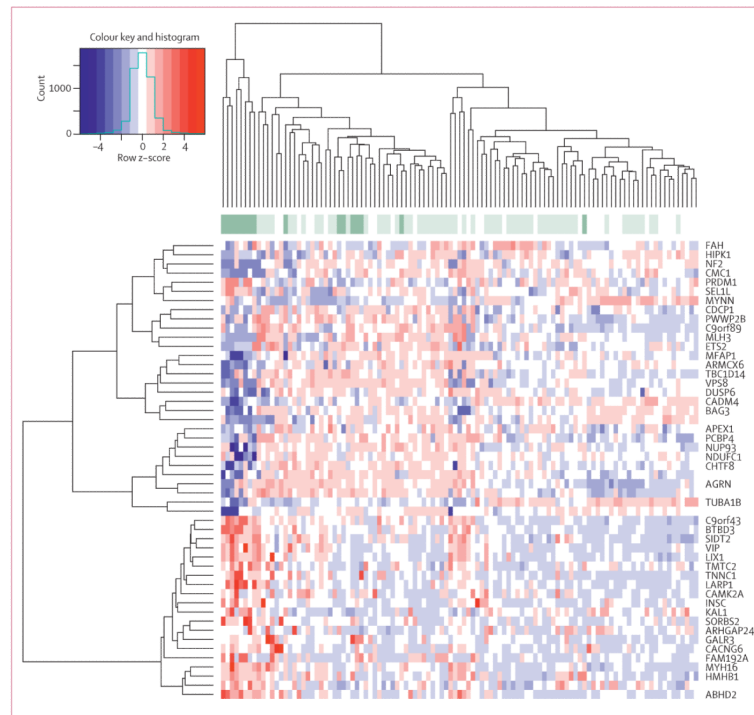 Colour key and histogram
Count
1000
0
−4 −2 0 2 4
Row z-score
FAH
HIPK1
NF2
CMC1
PRDM1
SEL1L
MYNN
CDCP1
PWWP2B
C9orf89
MLH3
ETS2
MFAP1
ARMCX6
TBC1D14
VPS8
DUSP6
CADM4
BAG3
APEX1
PCBP4
NUP93
NDUFC1
CHTF8
AGRN
TUBA1B
C9orf43
BTBD3
SIDT2
VIP
LIX1
TMTC2
TNNC1
LARP1
CAMK2A
INSC
KAL1
SORBS2
ARHGAP24
GALR3
CACNG6
FAM192A
MYH16
HMHB1
ABHD2